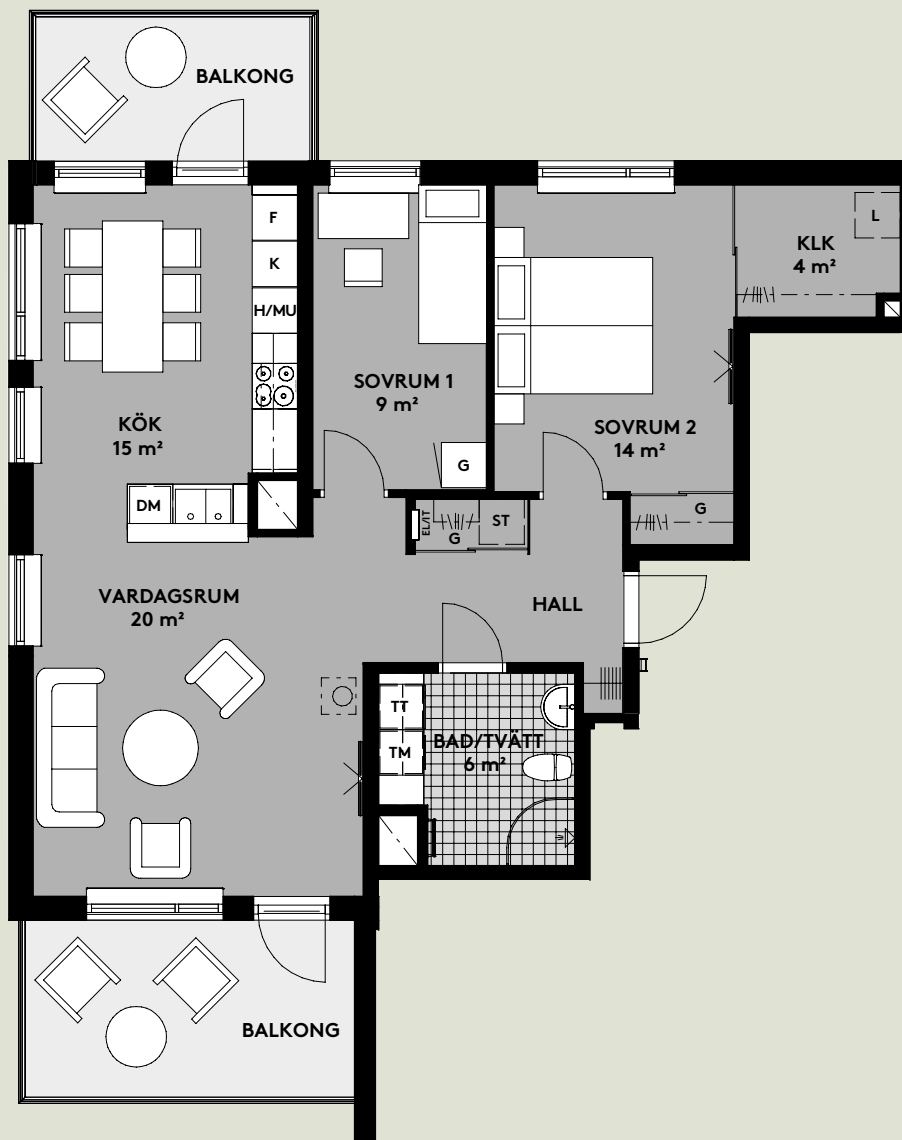 BALKONG
F
K
H/MU
L
KLK
4 m²
SOVRUM 1
9 m²
KÖK
15 m²
SOVRUM 2
14 m²
G
DM
EL/IT
G
ST
G
VARDAGSRUM
20 m²
HALL
TT
TM
BAD/TVÄTT
6 m²
BALKONG